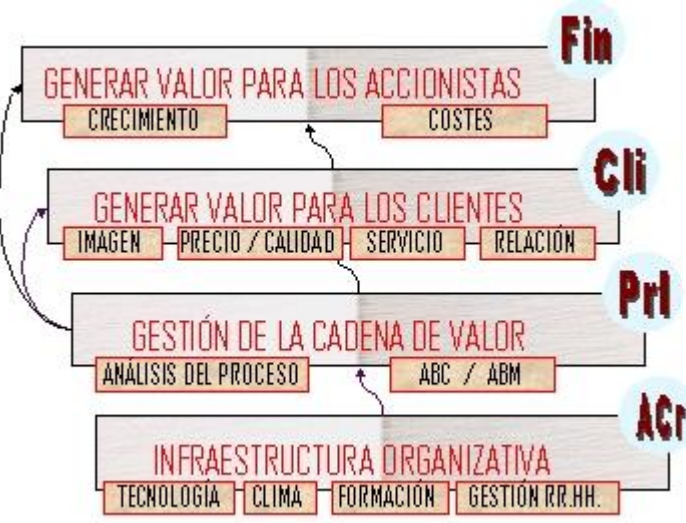 Fin
GENERAR VALOR PARA LOS ACCIONISTAS
CRECIMIENTO COSTES
Cli
GENERAR VALOR PARA LOS CLIENTES
IMAGEN PRECIO / CALIDAD SERVICIO RELACIÓN
PrI
GESTIÓN DE LA CADENA DE VALOR
ANÁLISIS DEL PROCESO ABC / ABM
ACr
INFRAESTRUCTURA ORGANIZATIVA
TECNOLOGÍA CLIMA FORMACIÓN GESTIÓN RR.HH.